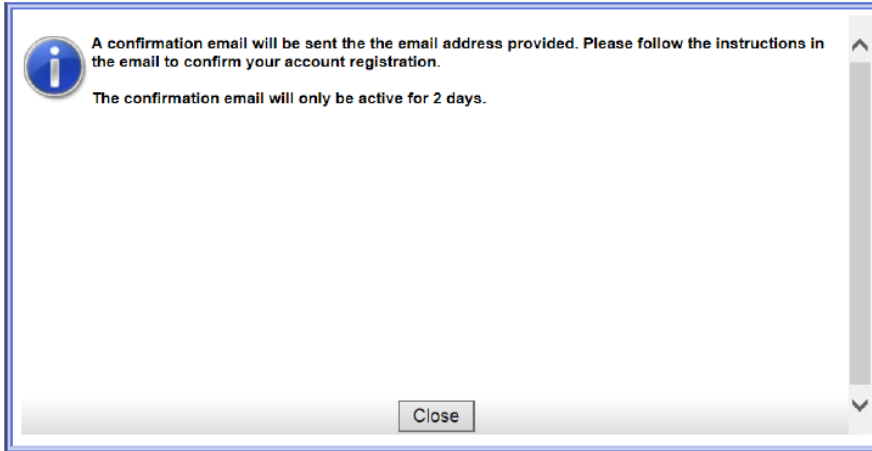 A confirmation email will be sent the the email address provided. Please follow the instructions in
the email to confirm your account registration.
The confirmation email will only be active for 2 days.
Close